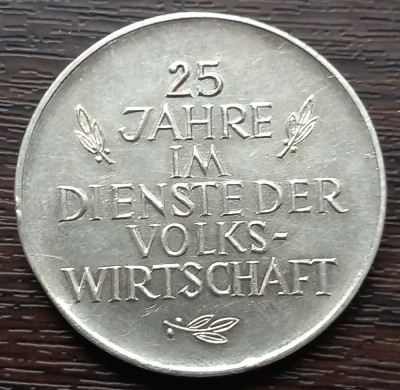 25
JAHRE
IM
DIENSTE DER
VOLKS-
WIRTSCHAFT